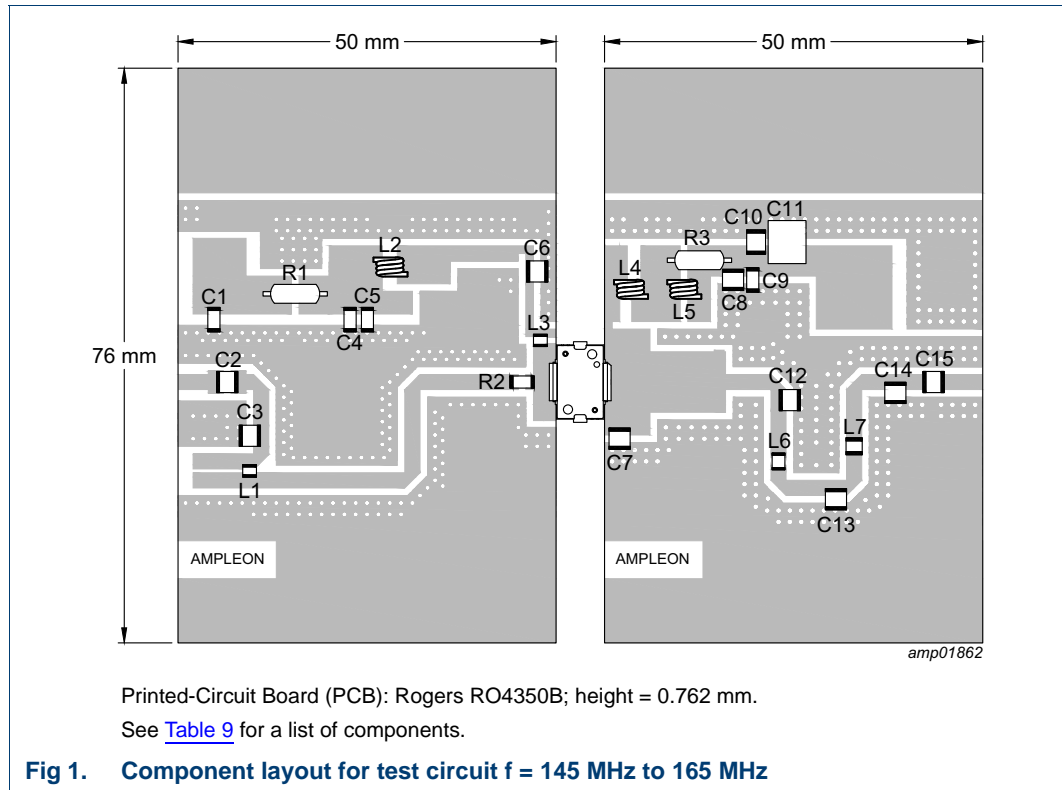 50 mm
50 mm
76 mm
C11
C10
R3
L2
C6
L4
R1
C1
C5
C4
L3
C8
C9
L5
C2
R2
C12
C14
C15
C3
C7
L6
L7
L1
C13
AMPLEON
AMPLEON
amp01862
Printed-Circuit Board (PCB): Rogers RO4350B; height = 0.762 mm.
See Table 9 for a list of components.
Fig 1. Component layout for test circuit f = 145 MHz to 165 MHz